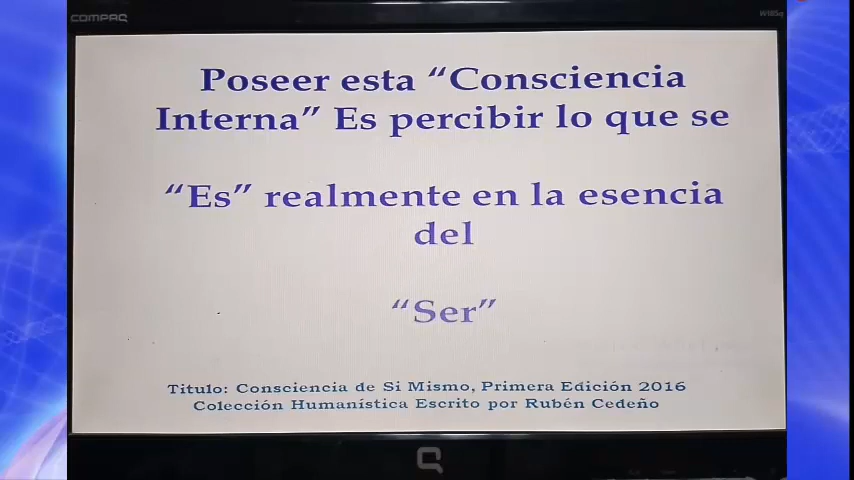 COMPAQ
W185q
Poseer esta “Consciencia
Interna” Es percibir lo que se
“Es” realmente en la esencia
del
“Ser”
Titulo: Consciencia de Si Mismo, Primera Edición 2016
Colección Humanística Escrito por Rubén Cedeño